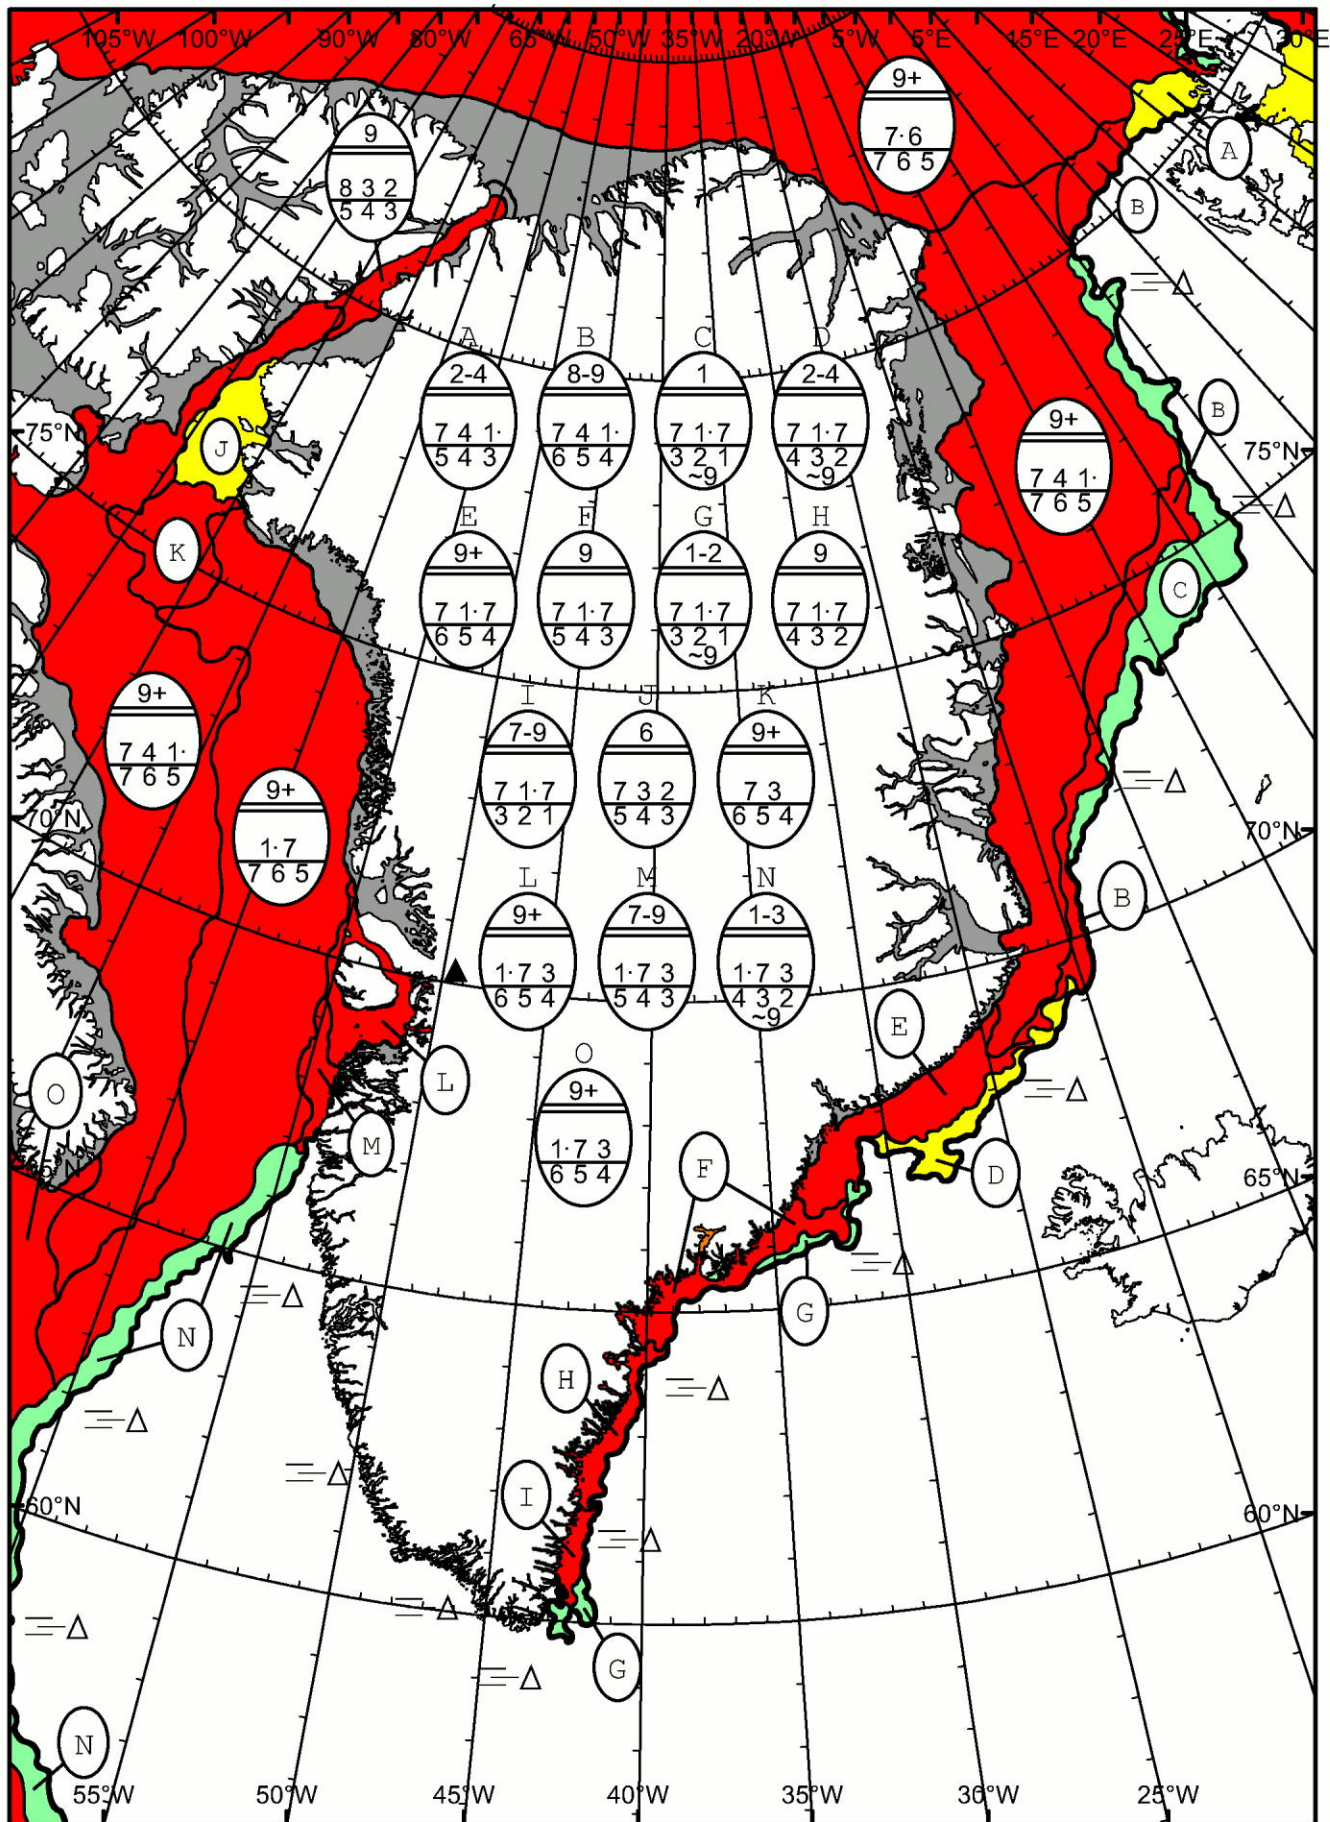 105°W 100°W 90°W 80°W 65°W 50°W 35°W 20°W 5°W 5°E 15°E 20°E 25°E 30°E
9+
7·6
7 6 5
9
8 3 2
5 4 3
A
B
A B C D
2-4 8-9 1 2-4
7 4 1· 7 4 1· 7 1·7 7 1·7
5 4 3 6 5 4 3 2 1 4 3 2
~9 ~9
B
9+
7 4 1·
7 6 5
75°N 75°N
J
K
E F G H
9+ 9 1-2 9
7 1·7 7 1·7 7 1·7 7 1·7
6 5 4 5 4 3 3 2 1 4 3 2
~9
C
9+
7 4 1·
7 6 5
I J K
7-9 6 9+
7 1·7 7 3 2 7 3
3 2 1 5 4 3 6 5 4
9+
1·7
7 6 5
70°N 70°N
L M N
9+ 7-9 1-3
1·7 3 1·7 3 1·7 3
6 5 4 5 4 3 4 3 2
~9
B
E
O
9+
1·7 3
6 5 4
O L
M F D
65°N 65°N
N G
H
I
60°N 60°N
G
N
55°W 50°W 45°W 40°W 35°W 30°W 25°W